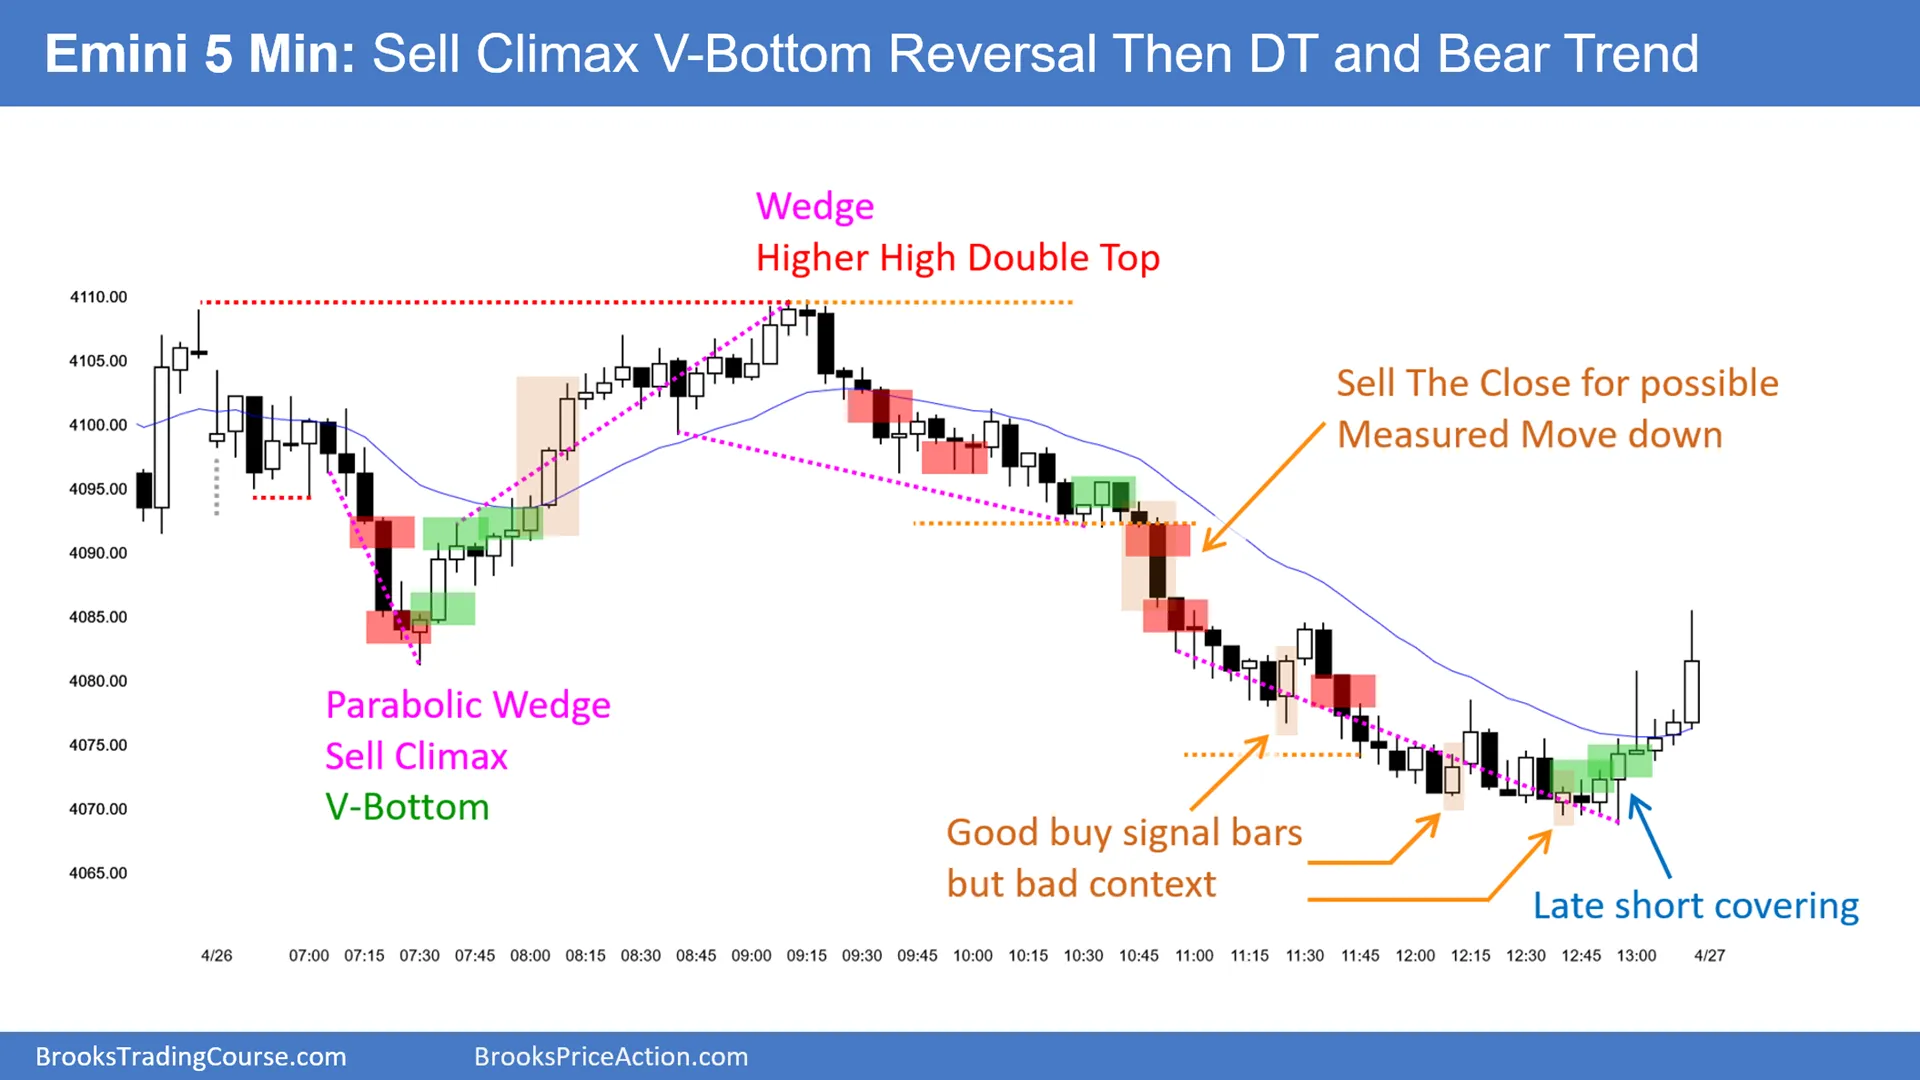 Emini 5 Min: Sell Climax V-Bottom Reversal Then DT and Bear Trend
Wedge
Higher High Double Top
4110.00
4105.00
4100.00
4095.00
4090.00
4085.00
4080.00
4075.00
4070.00
4065.00
Sell The Close for possible
Measured Move down
Parabolic Wedge
Sell Climax
V-Bottom
Good buy signal bars
but bad context
Late short covering
4/26 07:00 07:15 07:30 07:45 08:00 08:15 08:30 08:45 09:00 09:15 09:30 09:45 10:00 10:15 10:30 10:45 11:00 11:15 11:30 11:45 12:00 12:15 12:30 12:45 13:00 4/27
BrooksTradingCourse.com BrooksPriceAction.com